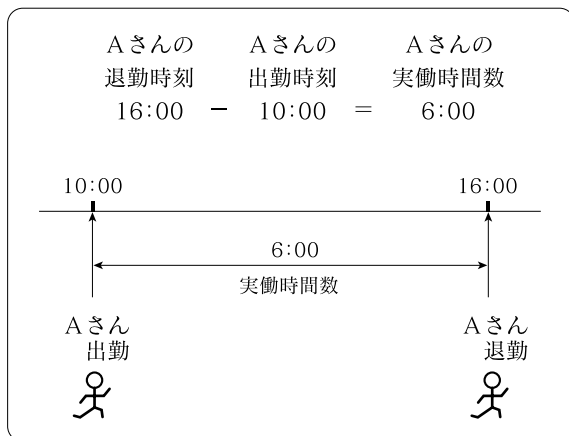 Aさんの Aさんの Aさんの
退勤時刻 出勤時刻 実働時間数
16:00 － 10:00 ＝ 6:00
10:00 16:00
6:00
実働時間数
Aさん Aさん
出勤 退勤